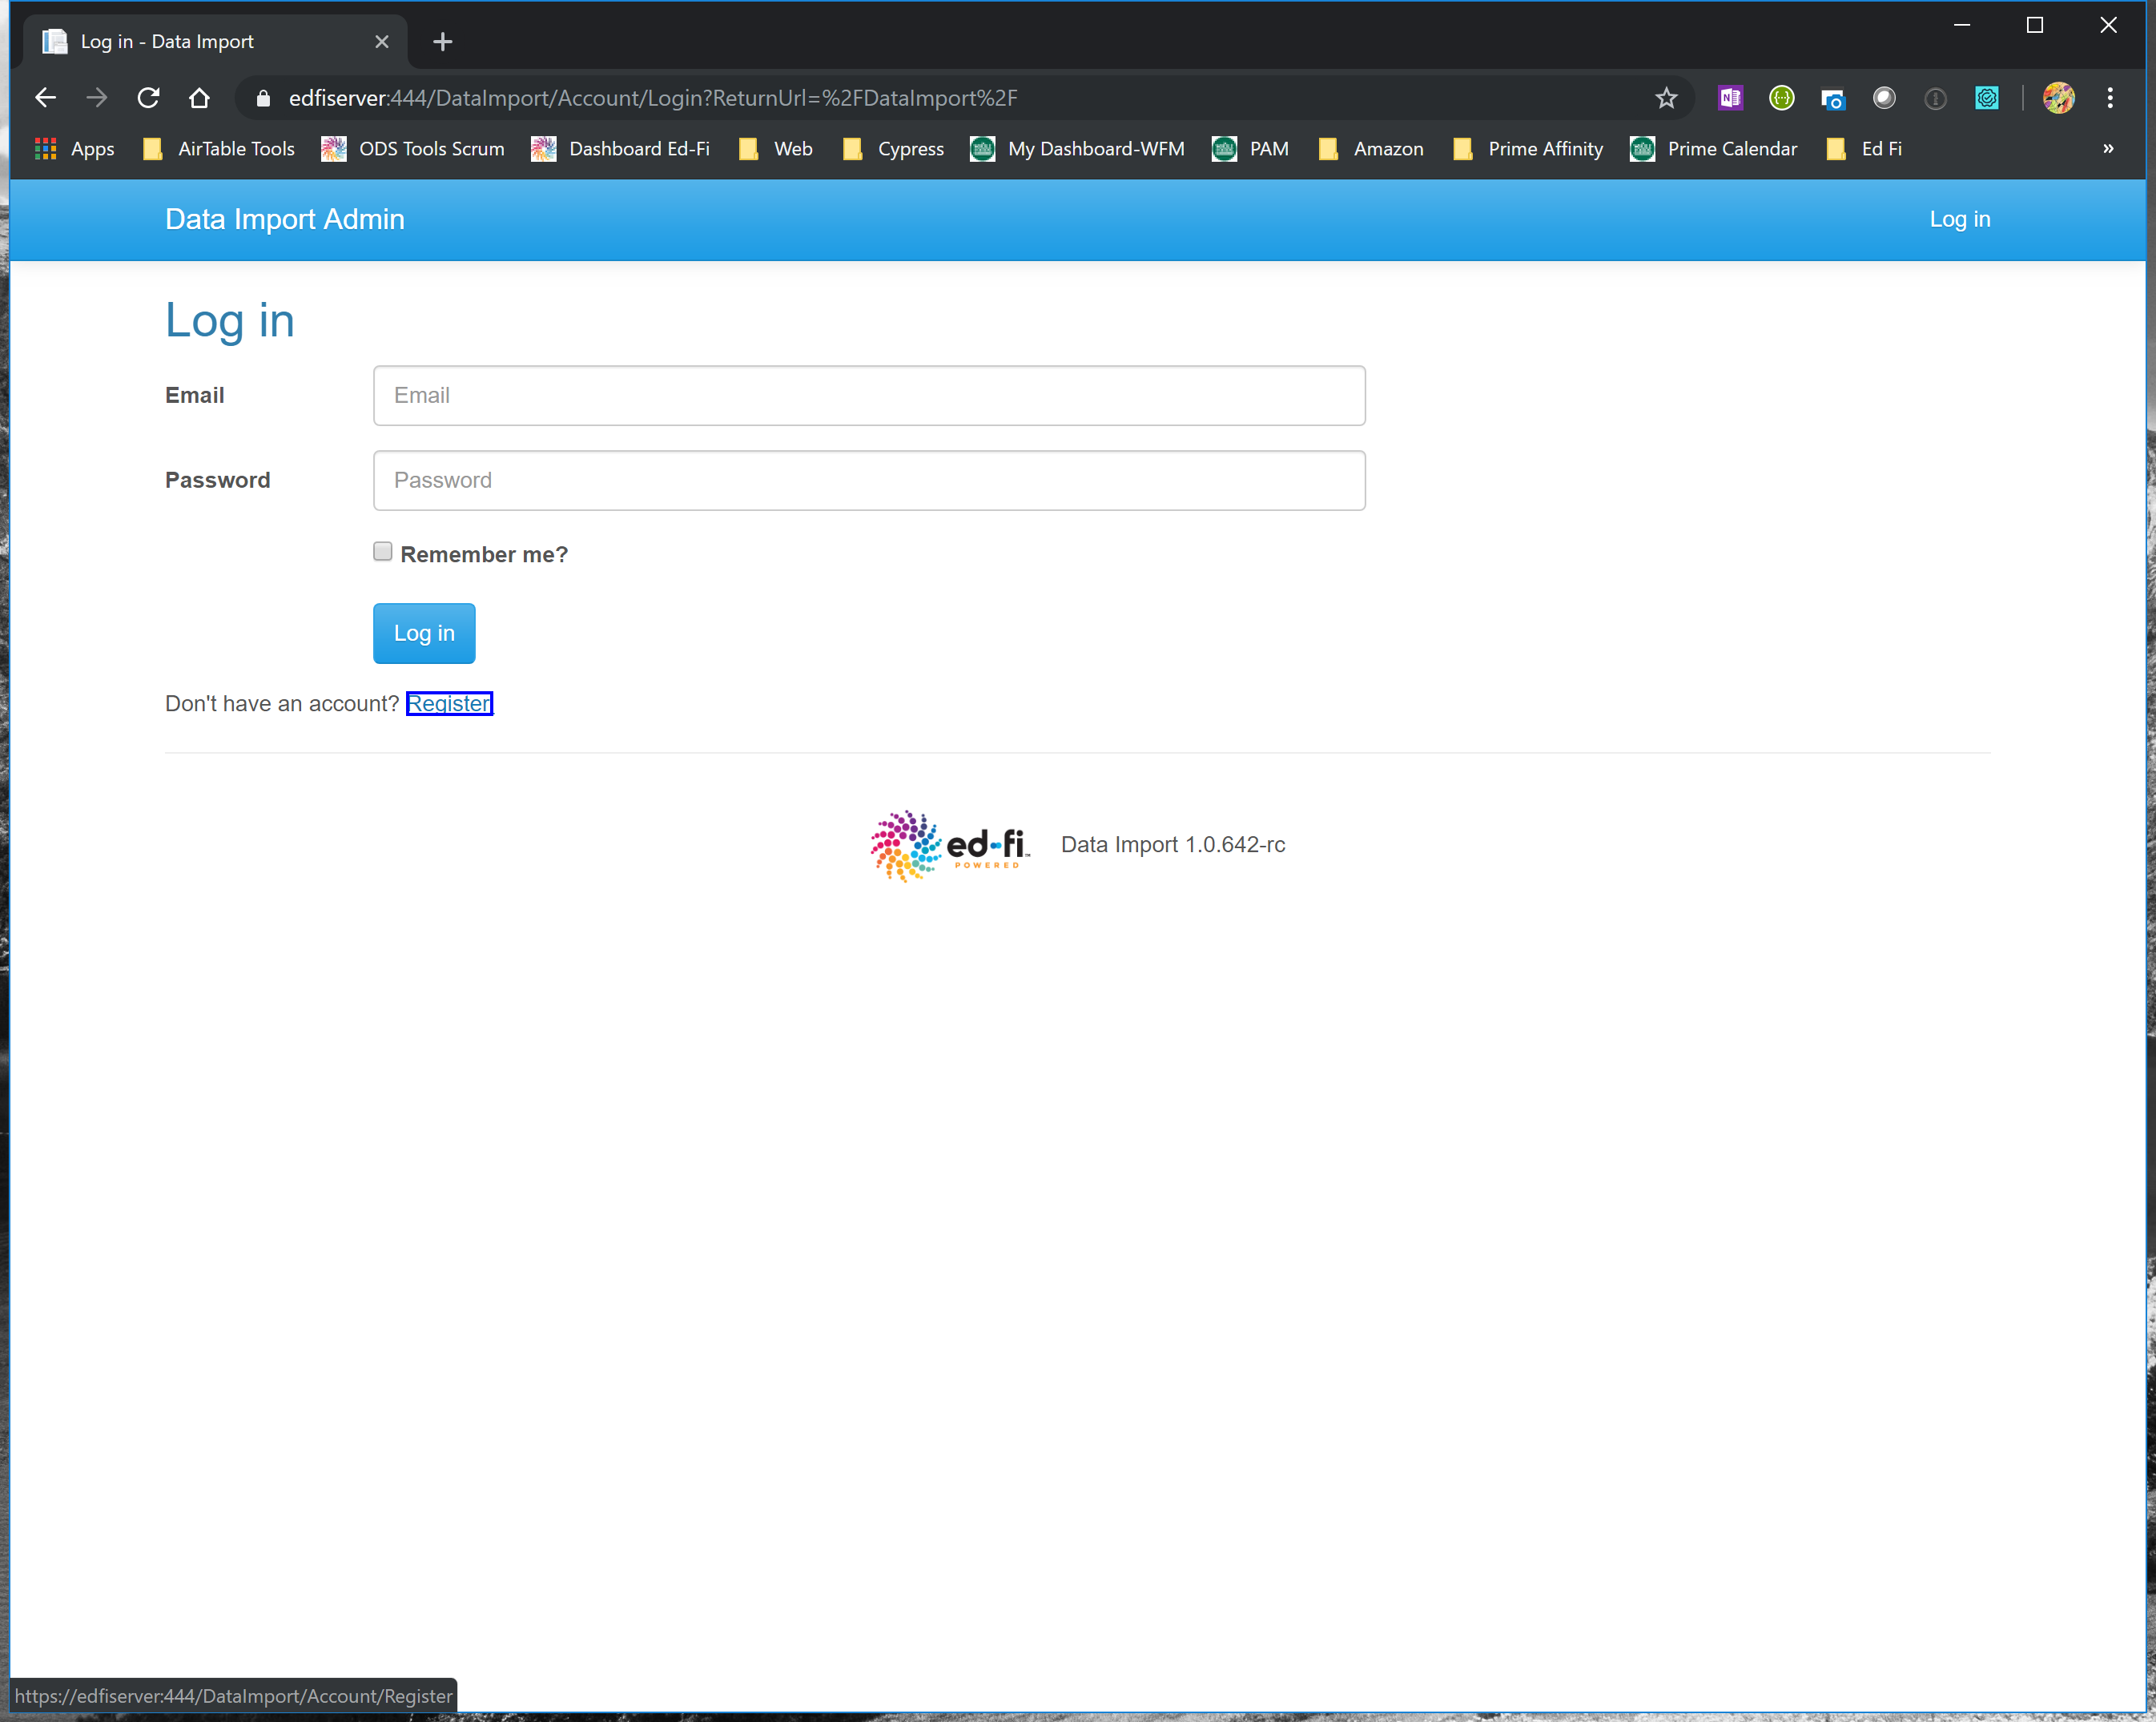 Log in - Data Import
edfiserver:444/DataImport/Account/Login?ReturnUrl=%2FDataImport%2F
Apps AirTable Tools ODS Tools Scrum Dashboard Ed-Fi Web Cypress My Dashboard-WFM PAM Amazon Prime Affinity Prime Calendar Ed Fi »
Data Import Admin Log in
Log in
Email Email
Password Password
Remember me?
Log in
Don't have an account? Register
ed-fi™ Data Import 1.0.642-rc
POWERED
https://edfiserver:444/DataImport/Account/Register